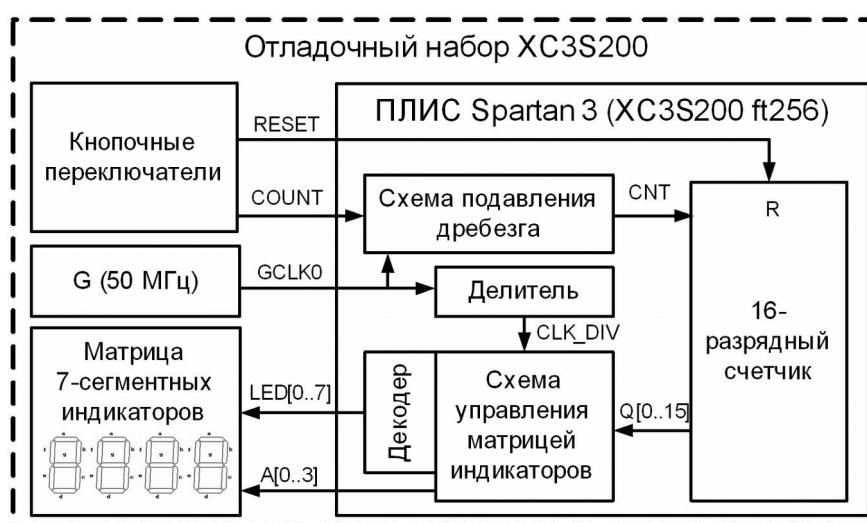 Отладочный набор XC3S200
Кнопочные
переключатели
RESET
COUNT
ПЛИС Spartan 3 (XC3S200 ft256)
Схема подавления
дребезга
CNT
R
16-
разрядный
счетчик
G (50 МГц)
GCLK0
Делитель
CLK_DIV
Матрица
7-сегментных
индикаторов
LED[0..7]
A[0..3]
Декодер
Схема
управления
матрицей
индикаторов
Q[0..15]